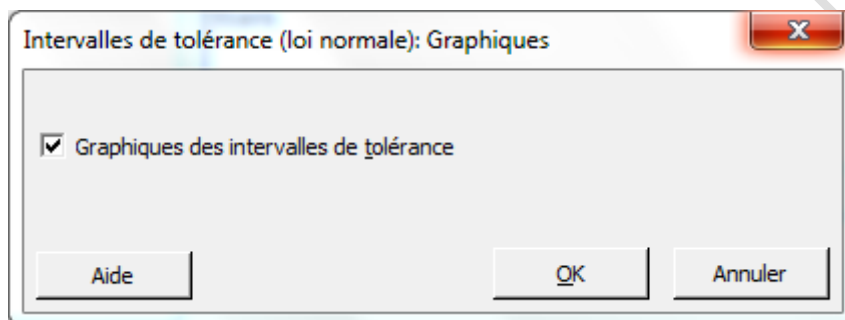 Intervalles de tolérance (loi normale): Graphiques
Graphiques des intervalles de tolérance
Aide
OK
Annuler